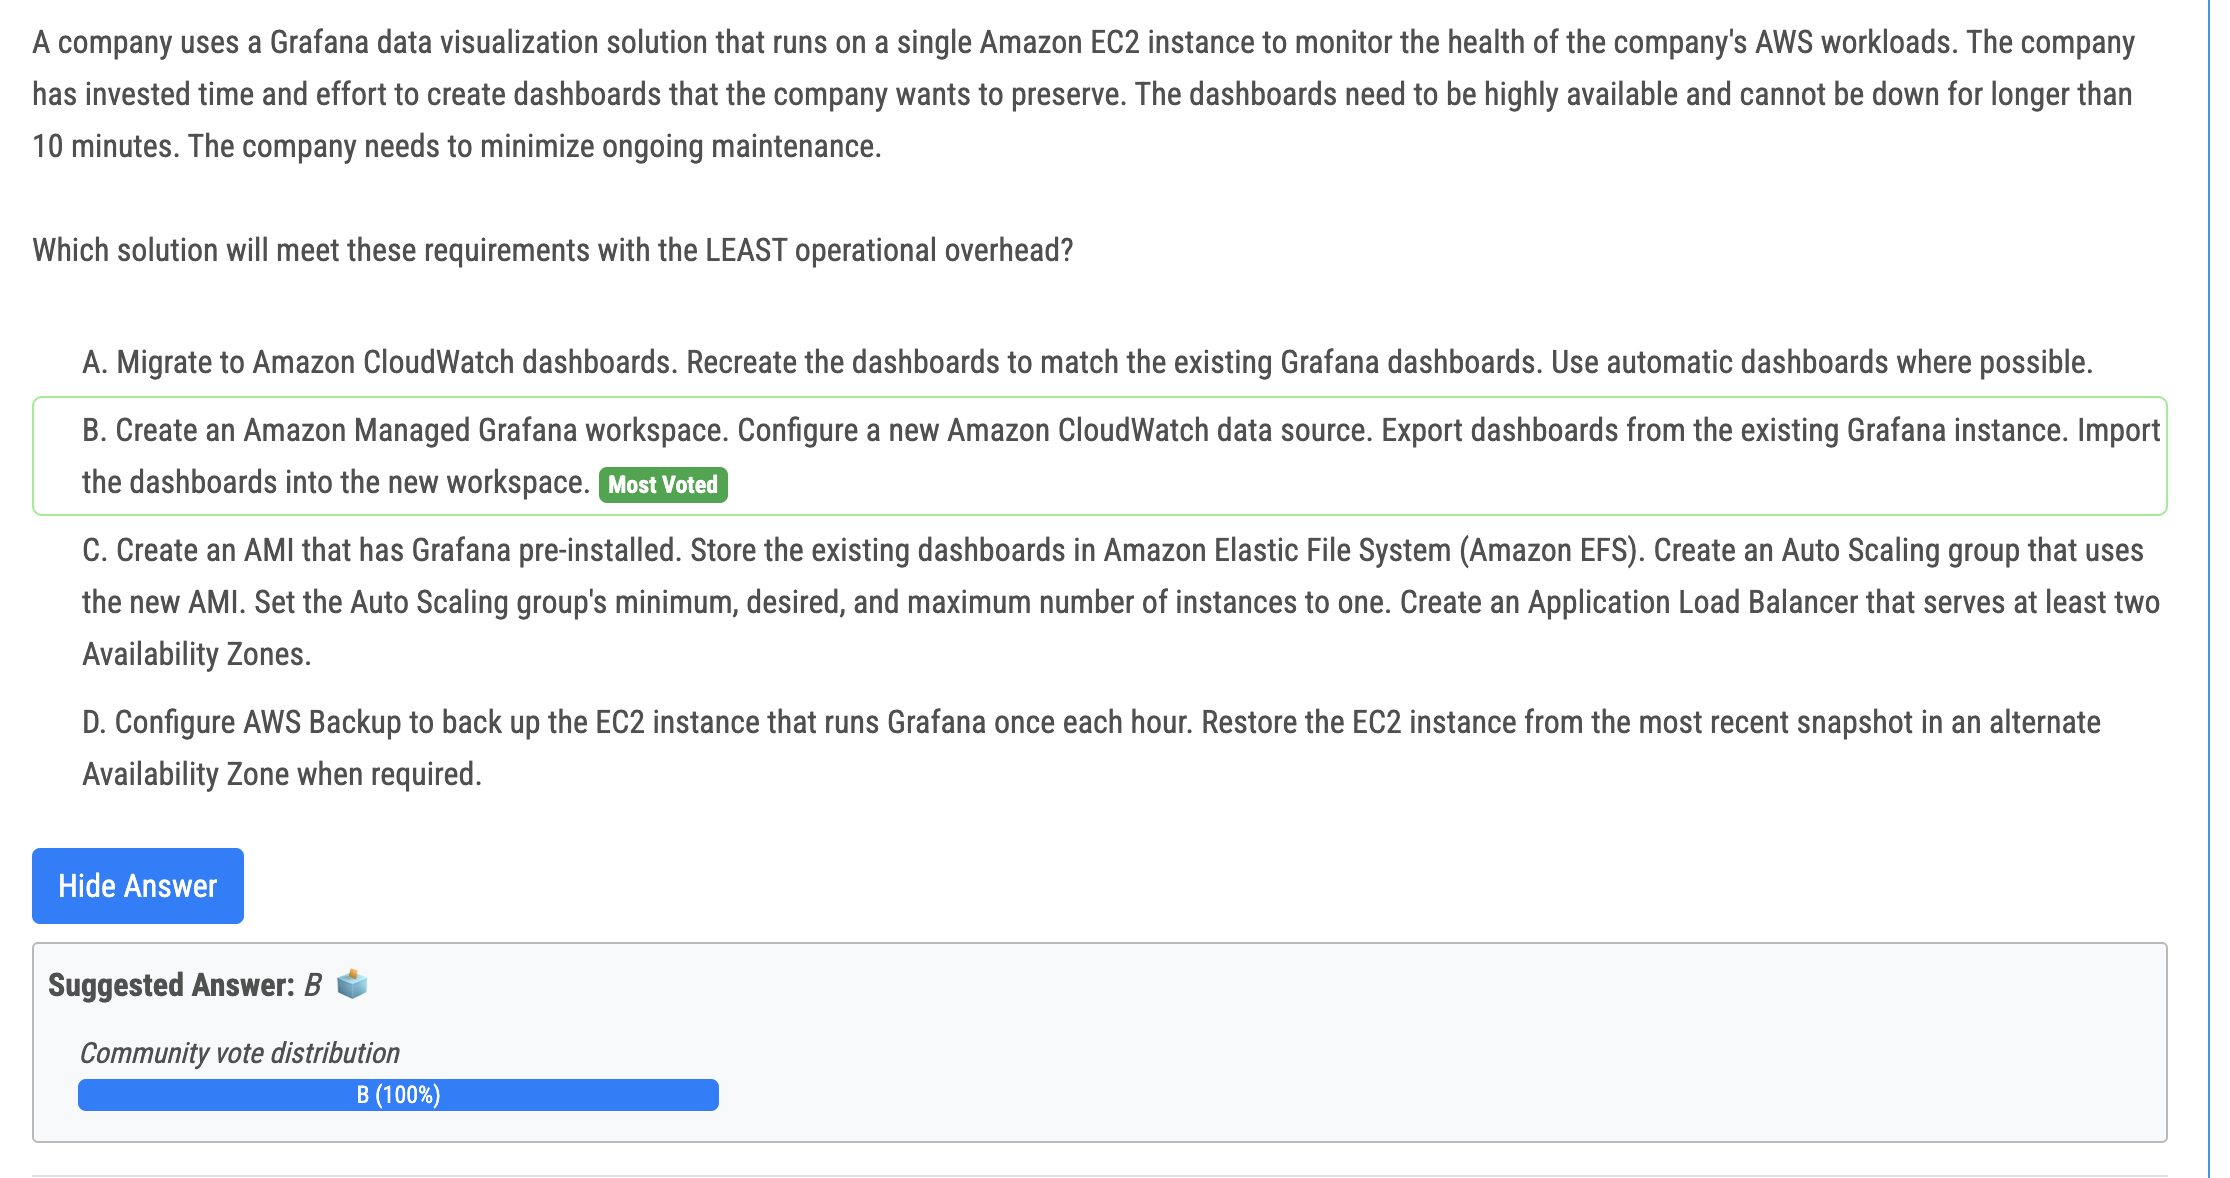 A company uses a Grafana data visualization solution that runs on a single Amazon EC2 instance to monitor the health of the company's AWS workloads. The company
has invested time and effort to create dashboards that the company wants to preserve. The dashboards need to be highly available and cannot be down for longer than
10 minutes. The company needs to minimize ongoing maintenance.
Which solution will meet these requirements with the LEAST operational overhead?
A. Migrate to Amazon CloudWatch dashboards. Recreate the dashboards to match the existing Grafana dashboards. Use automatic dashboards where possible.
B. Create an Amazon Managed Grafana workspace. Configure a new Amazon CloudWatch data source. Export dashboards from the existing Grafana instance. Import
the dashboards into the new workspace. Most Voted
C. Create an AMI that has Grafana pre-installed. Store the existing dashboards in Amazon Elastic File System (Amazon EFS). Create an Auto Scaling group that uses
the new AMI. Set the Auto Scaling group's minimum, desired, and maximum number of instances to one. Create an Application Load Balancer that serves at least two
Availability Zones.
D. Configure AWS Backup to back up the EC2 instance that runs Grafana once each hour. Restore the EC2 instance from the most recent snapshot in an alternate
Availability Zone when required.
Hide Answer
Suggested Answer: B
Community vote distribution
B (100%)